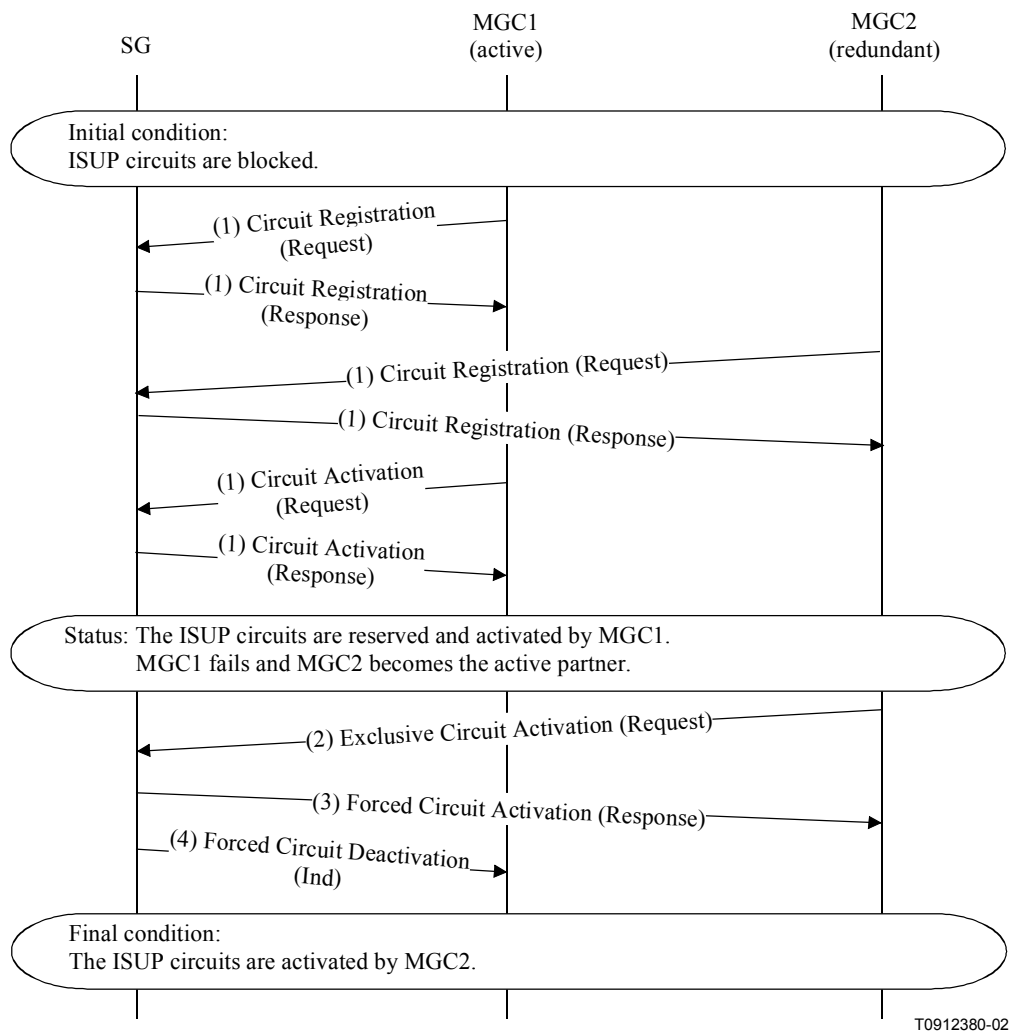 SG
MGC1
(active)
MGC2
(redundant)
Initial condition:
ISUP circuits are blocked.
(1) Circuit Registration
(Request)
(1) Circuit Registration
(Response)
(1) Circuit Registration (Request)
(1) Circuit Registration (Response)
(1) Circuit Activation
(Request)
(1) Circuit Activation
(Response)
Status: The ISUP circuits are reserved and activated by MGC1.
MGC1 fails and MGC2 becomes the active partner.
(2) Exclusive Circuit Activation (Request)
(3) Forced Circuit Activation (Response)
(4) Forced Circuit Deactivation
(Ind)
Final condition:
The ISUP circuits are activated by MGC2.
T0912380-02